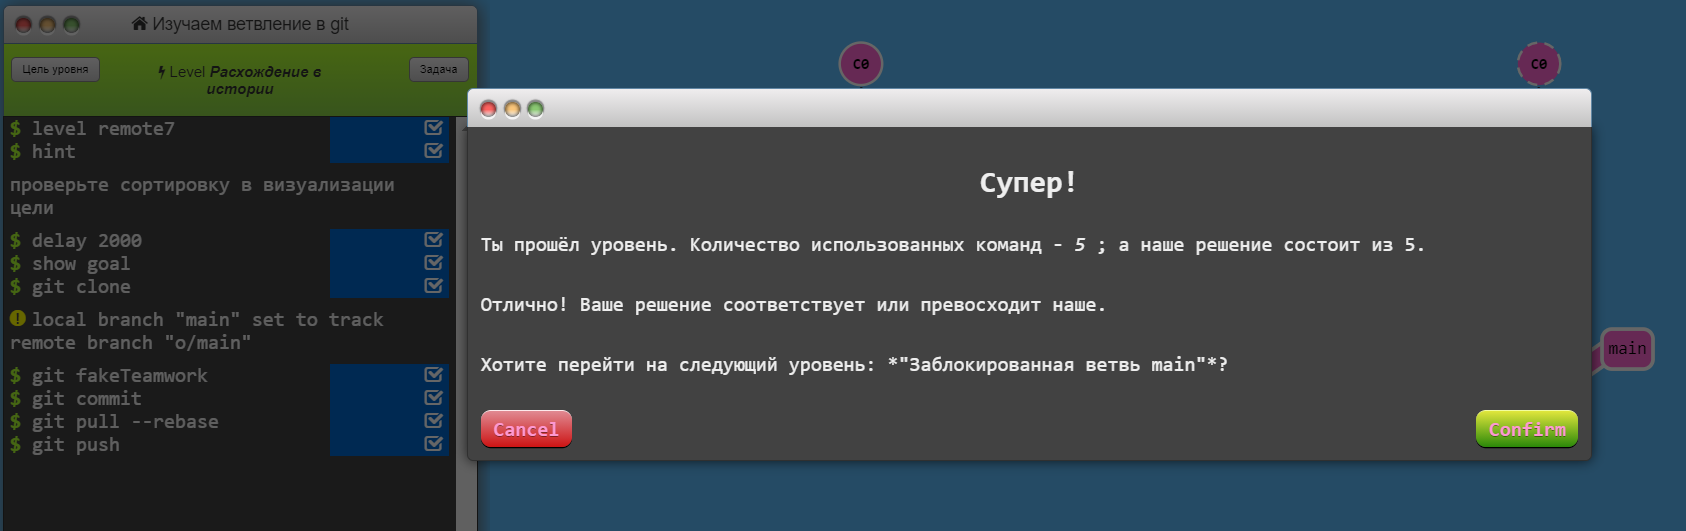 Изучаем ветвление в git
Цель уровня
Level Расхождение в
истории
Задача
$ level remote7
$ hint
проверьте сортировку в визуализации
цели
$ delay 2000
$ show goal
$ git clone
local branch "main" set to track
remote branch "o/main"
$ git fakeTeamwork
$ git commit
$ git pull --rebase
$ git push
C0
C0
Супер!
Ты прошёл уровень. Количество использованных команд - 5 ; а наше решение состоит из 5.
Отлично! Ваше решение соответствует или превосходит наше.
Хотите перейти на следующий уровень: *"Заблокированная ветвь main"*?
Cancel
Confirm
main